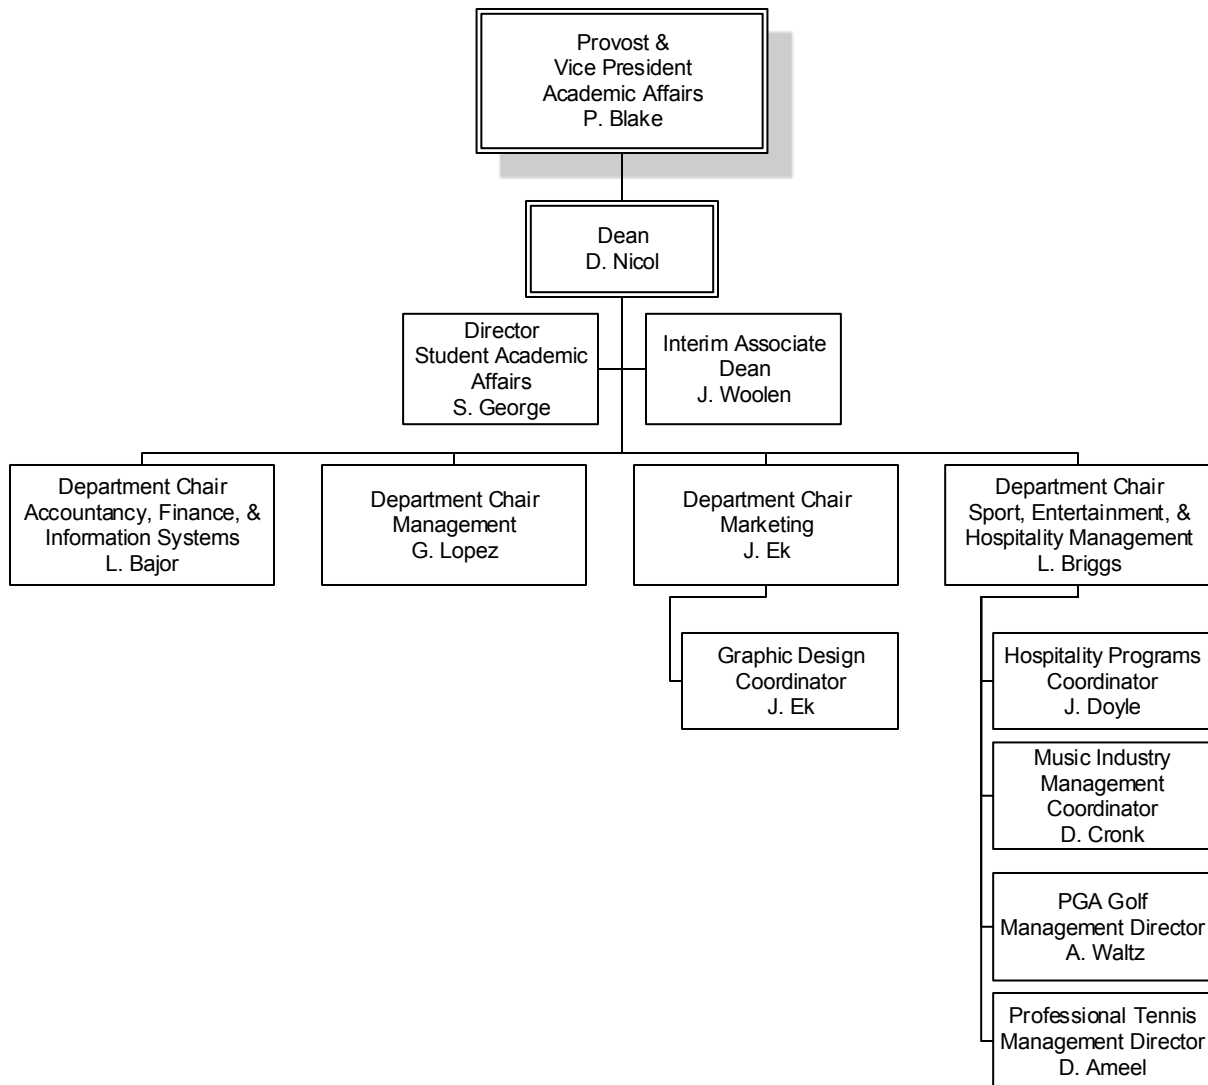 Provost &
Vice President
Academic Affairs
P. Blake
Dean
D. Nicol
Director
Student Academic
Affairs
S. George
Interim Associate
Dean
J. Woolen
Department Chair
Accountancy, Finance, &
Information Systems
L. Bajor
Department Chair
Management
G. Lopez
Department Chair
Marketing
J. Ek
Department Chair
Sport, Entertainment, &
Hospitality Management
L. Briggs
Graphic Design
Coordinator
J. Ek
Hospitality Programs
Coordinator
J. Doyle
Music Industry
Management
Coordinator
D. Cronk
PGA Golf
Management Director
A. Waltz
Professional Tennis
Management Director
D. Ameel